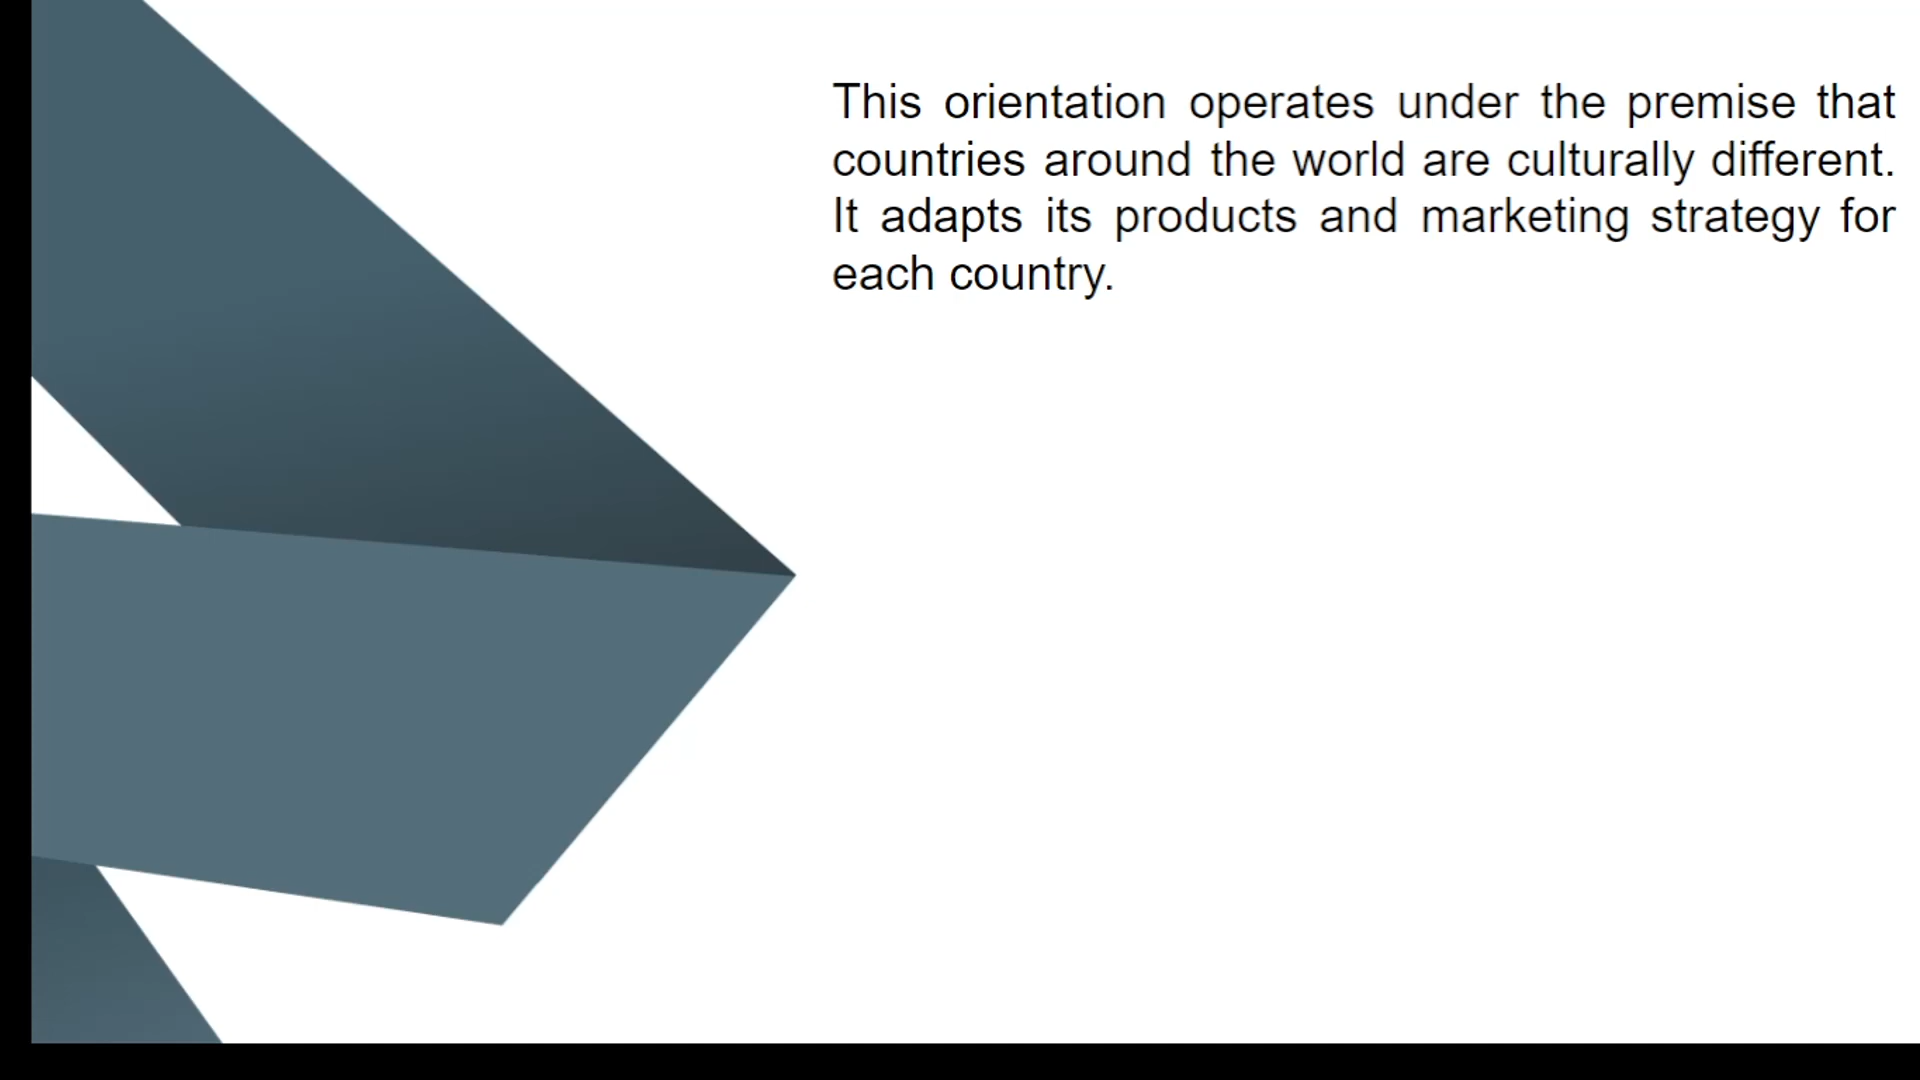 This orientation operates under the premise that
countries around the world are culturally different.
It adapts its products and marketing strategy for
each country.